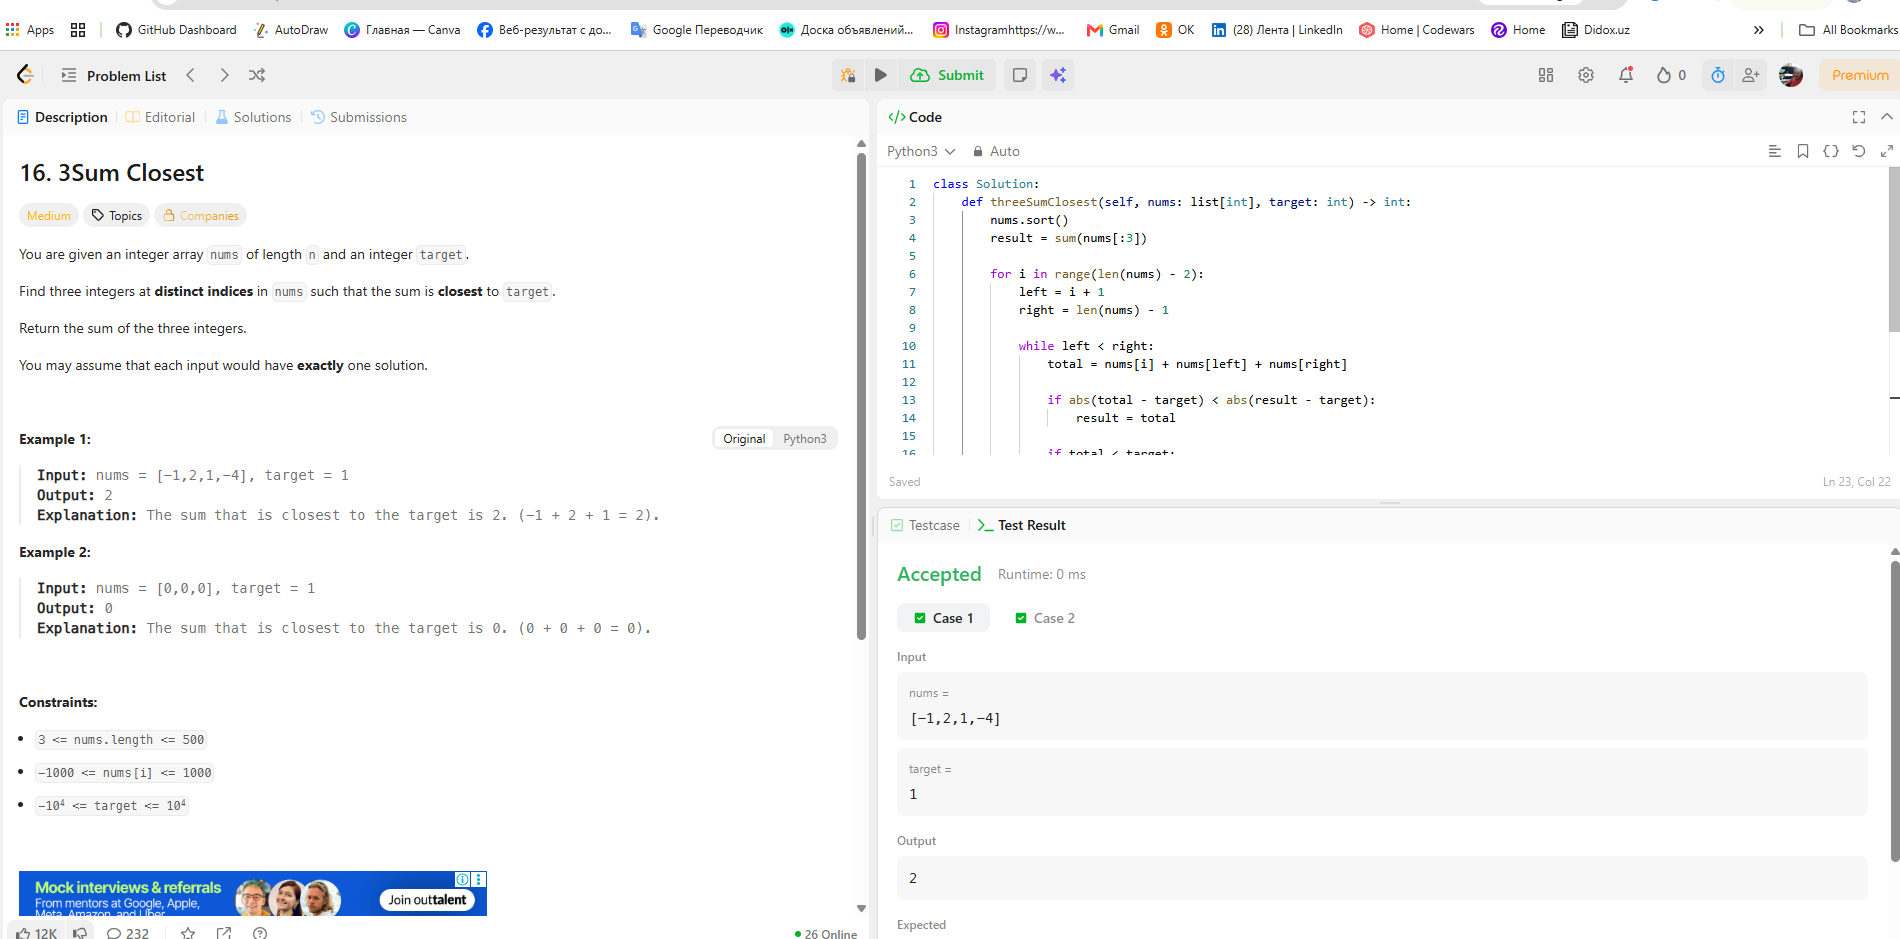 Apps
GitHub Dashboard
AutoDraw
Главная — Canva
Веб-результат с до...
Google Переводчик
Доска объявлений...
Instagramhttps://w...
Gmail
OK
(28) Лента | LinkedIn
Home | Codewars
Home
Didox.uz
»
All Bookmarks
Problem List
Submit
0
Premium
Description
Editorial
Solutions
Submissions
16. 3Sum Closest
Medium
Topics
Companies
You are given an integer array nums of length n and an integer target.
Find three integers at distinct indices in nums such that the sum is closest to target.
Return the sum of the three integers.
You may assume that each input would have exactly one solution.
Example 1:
Original
Python3
Input: nums = [-1,2,1,-4], target = 1
Output: 2
Explanation: The sum that is closest to the target is 2. (-1 + 2 + 1 = 2).
Example 2:
Input: nums = [0,0,0], target = 1
Output: 0
Explanation: The sum that is closest to the target is 0. (0 + 0 + 0 = 0).
Constraints:
3 <= nums.length <= 500
-1000 <= nums[i] <= 1000
-10⁴ <= target <= 10⁴
Mock interviews & referrals
From mentors at Google, Apple,
Meta, Amazon, and Uber
Join outtalent
12K
232
26 Online
</> Code
Python3
Auto
1 class Solution:
2 def threeSumClosest(self, nums: list[int], target: int) -> int:
3 nums.sort()
4 result = sum(nums[:3])
5
6 for i in range(len(nums) - 2):
7 left = i + 1
8 right = len(nums) - 1
9
10 while left < right:
11 total = nums[i] + nums[left] + nums[right]
12
13 if abs(total - target) < abs(result - target):
14 result = total
15
16 if total < target:
Saved
Ln 23, Col 22
Testcase
Test Result
Accepted
Runtime: 0 ms
Case 1
Case 2
Input
nums =
[-1,2,1,-4]
target =
1
Output
2
Expected